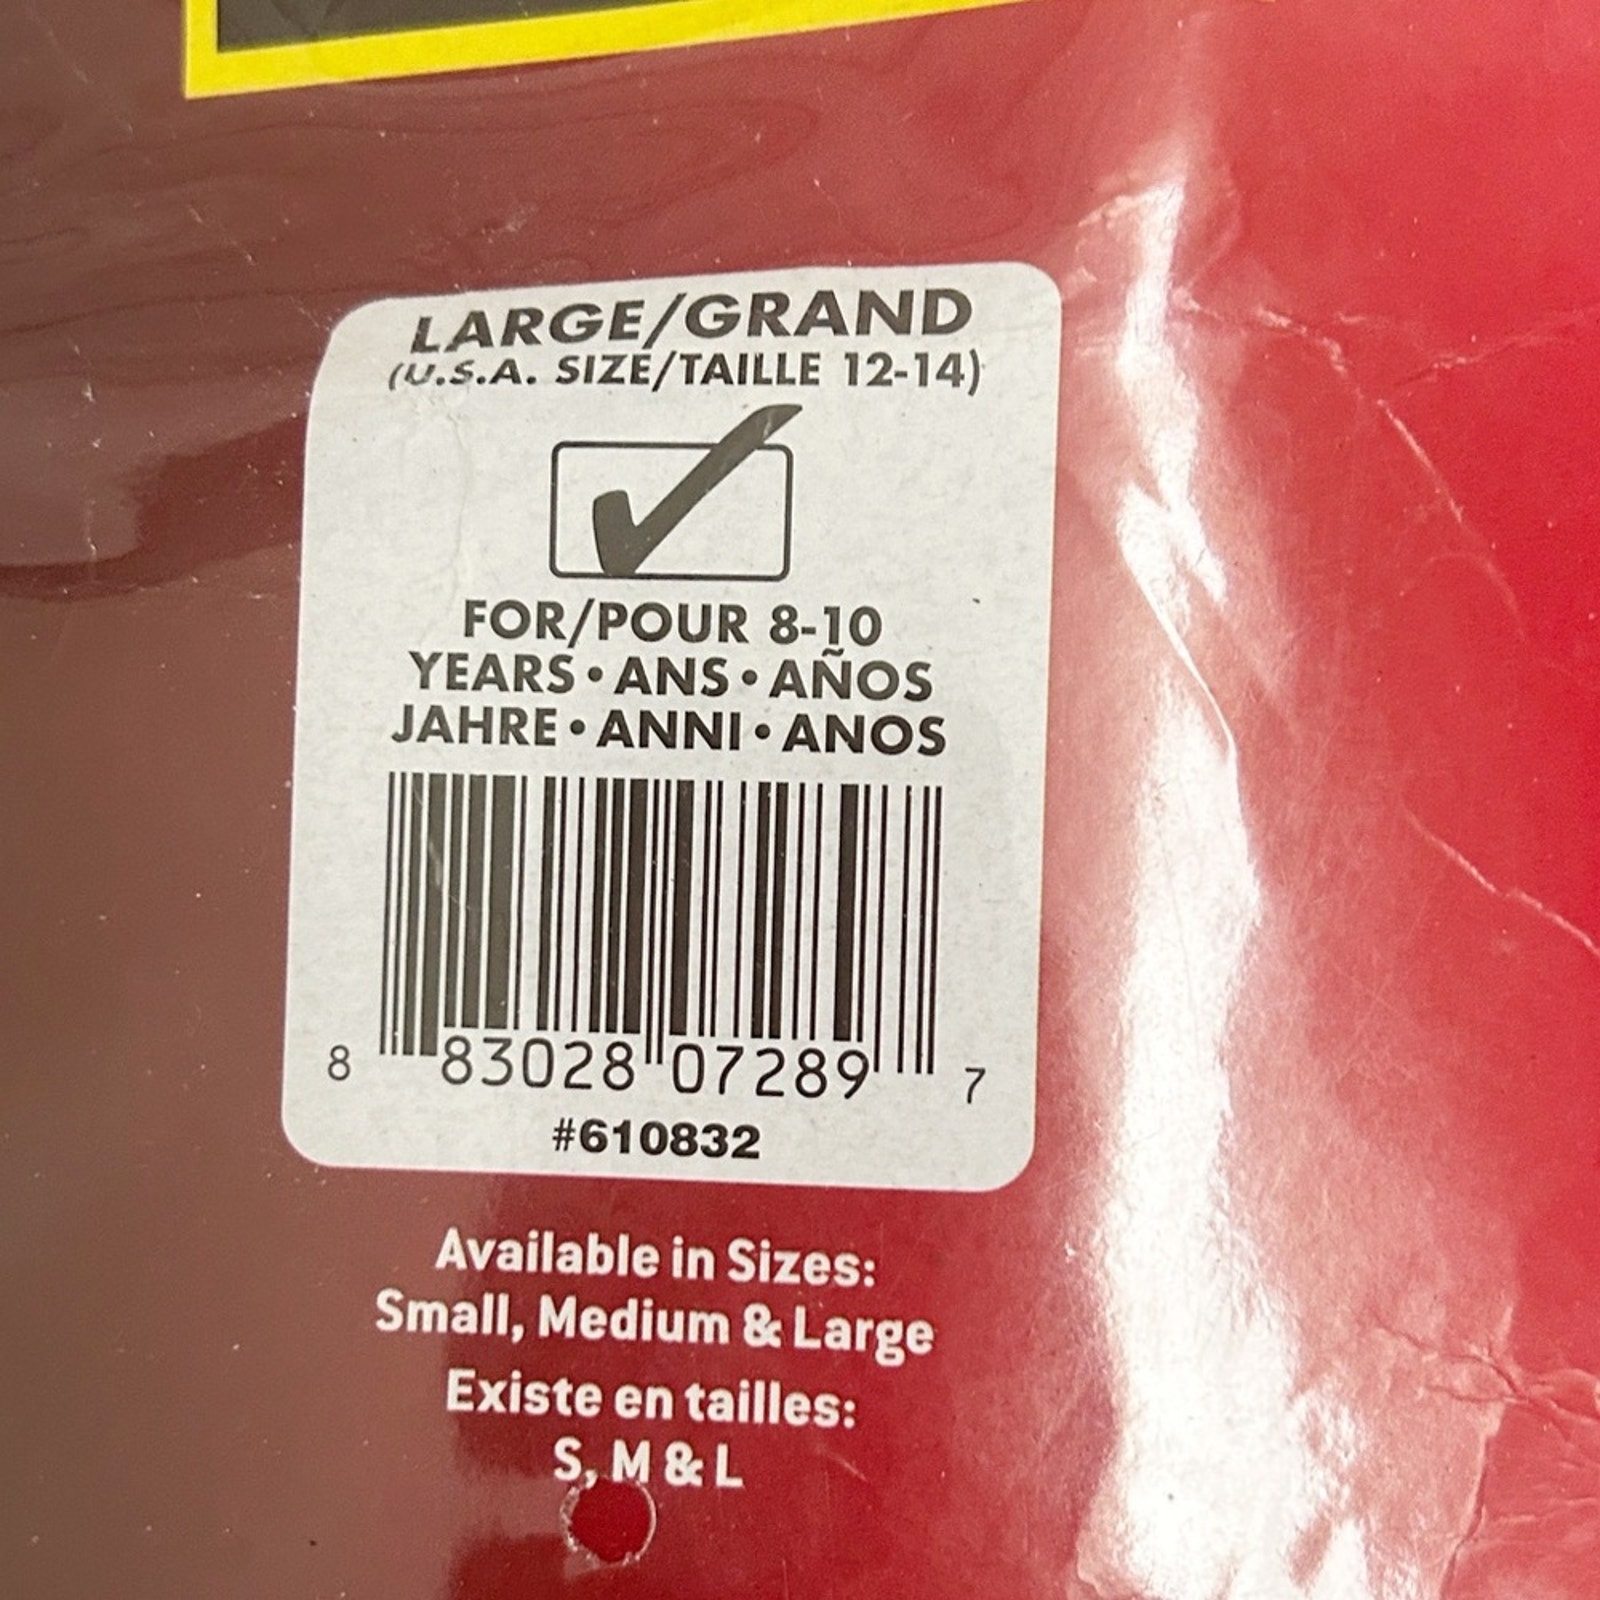 LARGE/GRAND
(U.S.A. SIZE/TAILLE 12-14)
FOR/POUR 8-10
YEARS • ANS • AÑOS
JAHRE • ANNI • ANOS
8 83028 07289 7
#610832
Available in Sizes:
Small, Medium & Large
Existe en tailles:
S, M & L